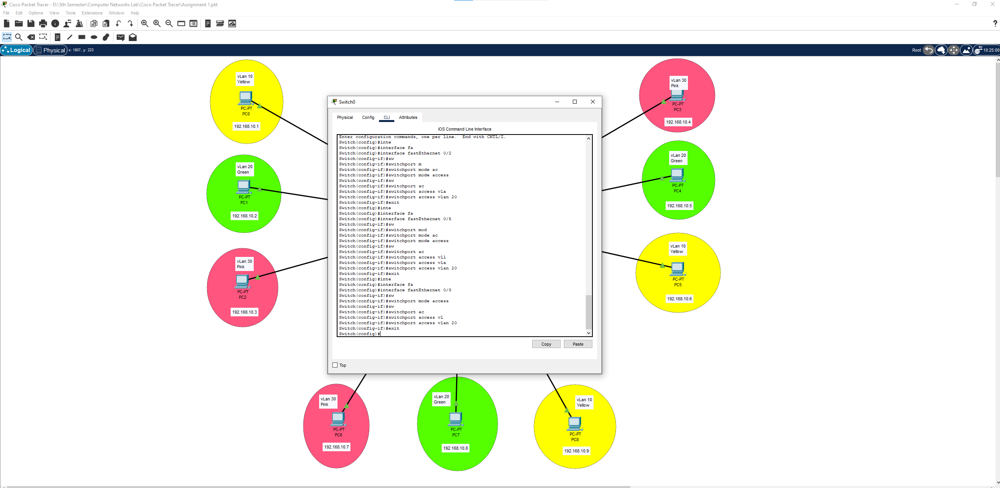 Cisco Packet Tracer - D:\5th Semester\Computer Networks Lab\Cisco Packet Tracer\Assignment 1.pkt
File Edit Options View Tools Extensions Window Help
?
Logical Physical x: 1807, y: 223
Root 10:25:00
vLan 10
Yellow
PC-PT
PC0
192.168.10.1
vLan 20
Green
PC-PT
PC1
192.168.10.2
vLan 30
Pink
PC-PT
PC2
192.168.10.3
Switch0
Physical Config CLI Attributes
IOS Command Line Interface
Enter configuration commands, one per line.  End with CNTL/Z.
Switch(config)#inte
Switch(config)#interface fa
Switch(config)#interface fastEthernet 0/2
Switch(config-if)#sw
Switch(config-if)#switchport m
Switch(config-if)#switchport mode ac
Switch(config-if)#switchport mode access
Switch(config-if)#sw
Switch(config-if)#switchport ac
Switch(config-if)#switchport access vla
Switch(config-if)#switchport access vlan 20
Switch(config-if)#exit
Switch(config)#inte
Switch(config)#interface fa
Switch(config)#interface fastEthernet 0/5
Switch(config-if)#sw
Switch(config-if)#switchport mod
Switch(config-if)#switchport mode ac
Switch(config-if)#switchport mode access
Switch(config-if)#sw
Switch(config-if)#switchport ac
Switch(config-if)#switchport access vll
Switch(config-if)#switchport access vla
Switch(config-if)#switchport access vlan 20
Switch(config-if)#exit
Switch(config)#inte
Switch(config)#interface fa
Switch(config)#interface fastEthernet 0/8
Switch(config-if)#sw
Switch(config-if)#switchport mode access
Switch(config-if)#sw
Switch(config-if)#switchport ac
Switch(config-if)#switchport access vl
Switch(config-if)#switchport access vlan 20
Switch(config-if)#exit
Switch(config)#
Copy Paste
Top
vLan 30
Pink
PC-PT
PC3
192.168.10.4
vLan 20
Green
PC-PT
PC4
192.168.10.5
vLan 10
Yellow
PC-PT
PC5
192.168.10.6
vLan 30
Pink
PC-PT
PC6
192.168.10.7
vLan 20
Green
PC-PT
PC7
192.168.10.8
vLan 10
Yellow
PC-PT
PC8
192.168.10.9